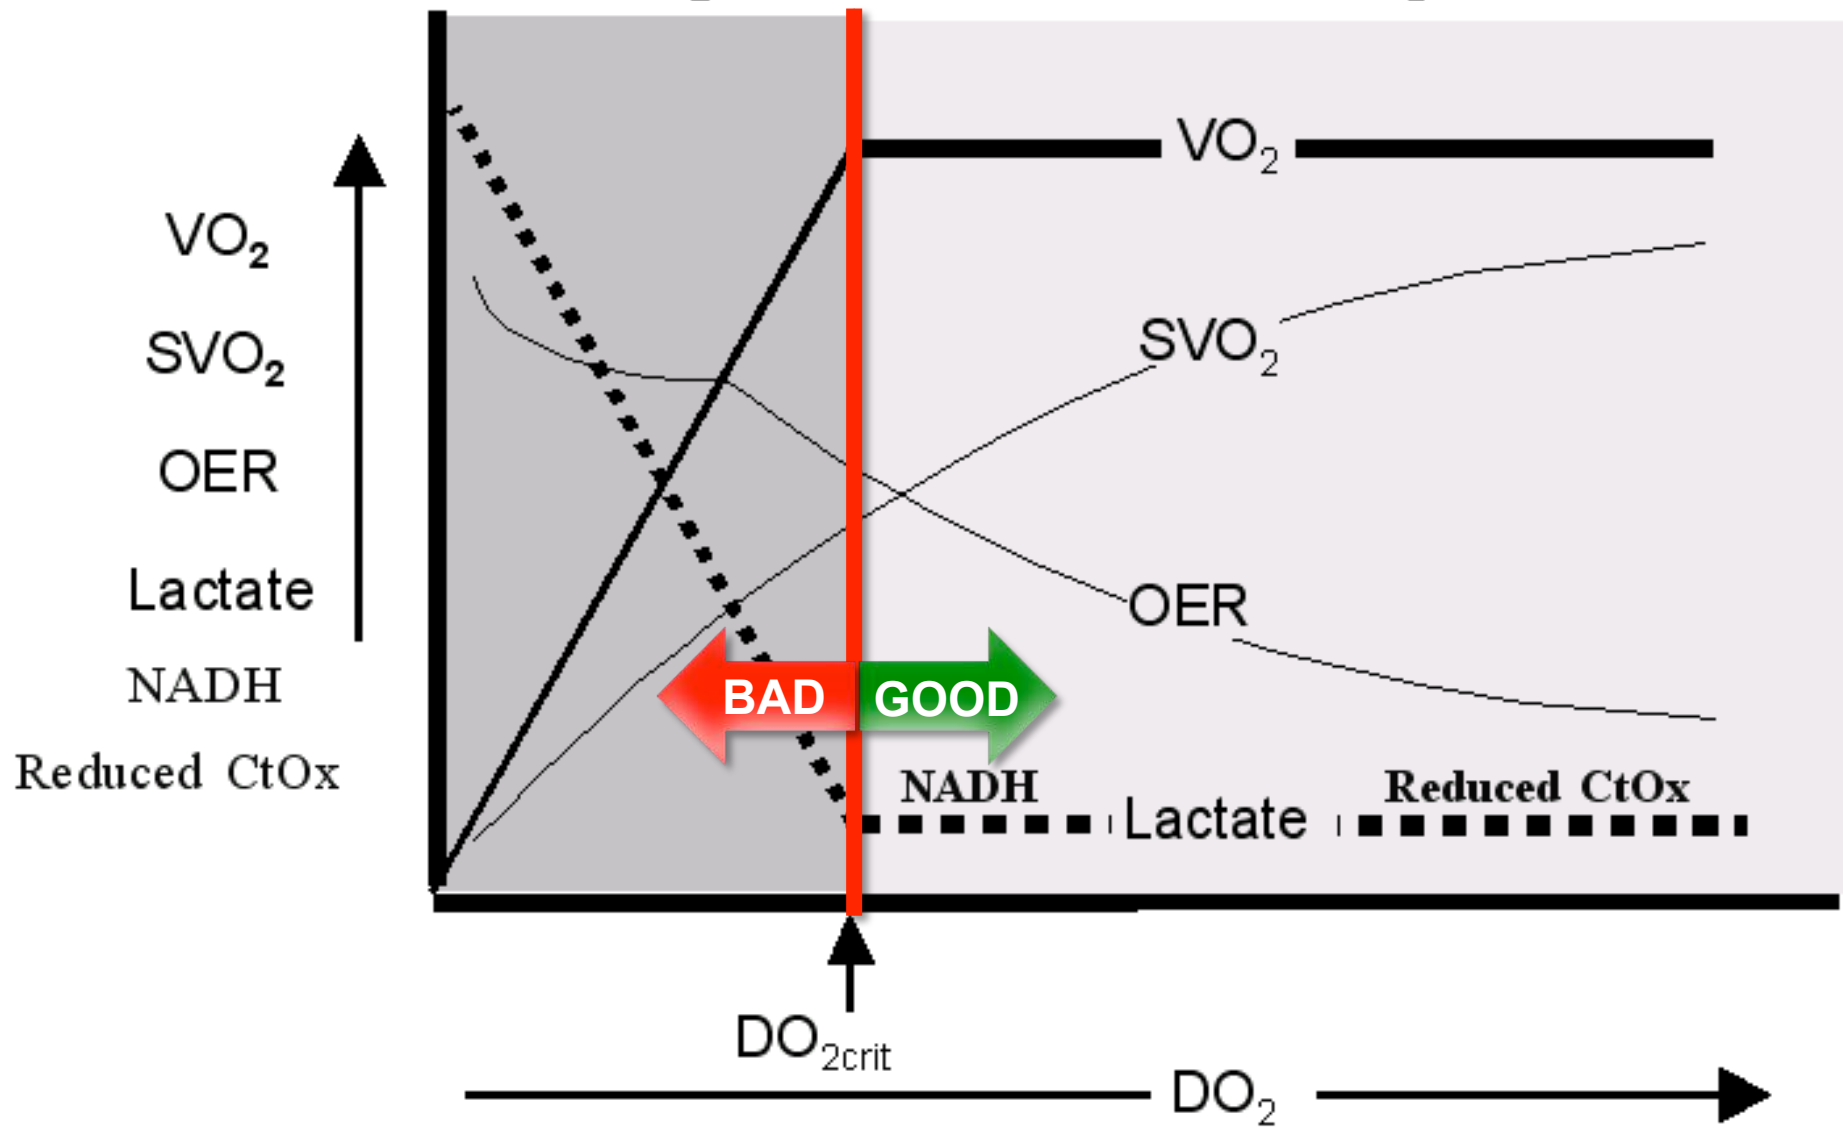 VO2
SVO2
OER
Lactate
NADH
Reduced CtOx
VO2
SVO2
OER
BAD
GOOD
NADH
Reduced CtOx
Lactate
DO2crit
DO2